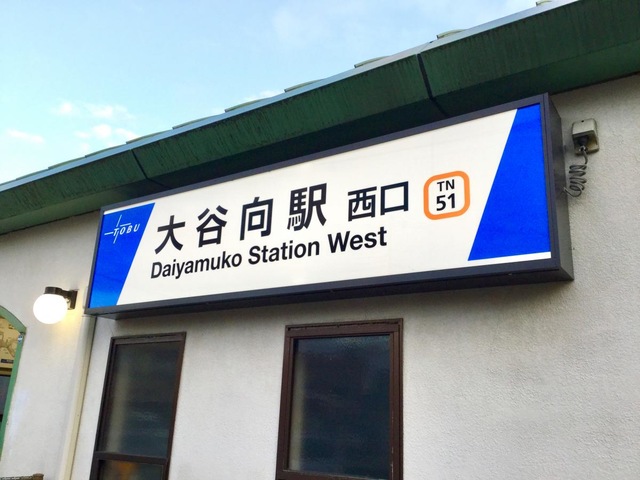 TOBU
大谷向駅 西口
TN
51
Daiyamuko Station West